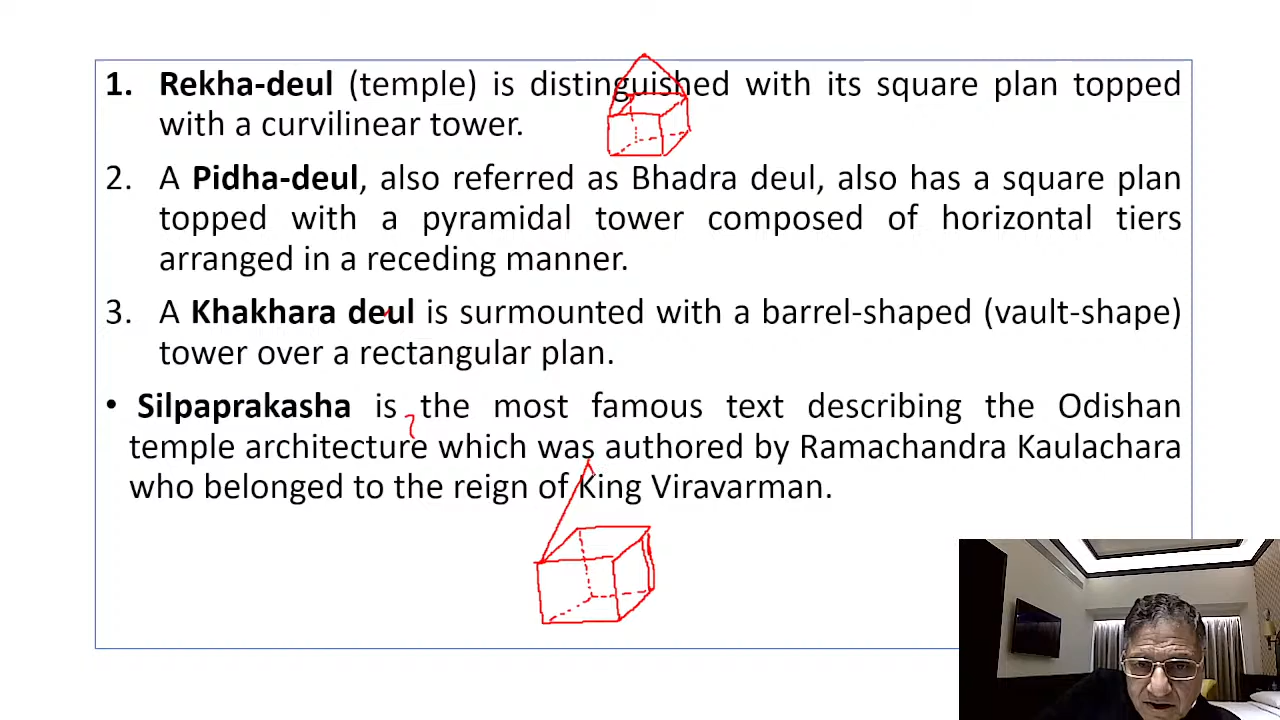 1. Rekha-deul (temple) is distinguished with its square plan topped
with a curvilinear tower.
2. A Pidha-deul, also referred as Bhadra deul, also has a square plan
topped with a pyramidal tower composed of horizontal tiers
arranged in a receding manner.
3. A Khakhara deul is surmounted with a barrel-shaped (vault-shape)
tower over a rectangular plan.
• Silpaprakasha is the most famous text describing the Odishan
temple architecture which was authored by Ramachandra Kaulachara
who belonged to the reign of King Viravarman.